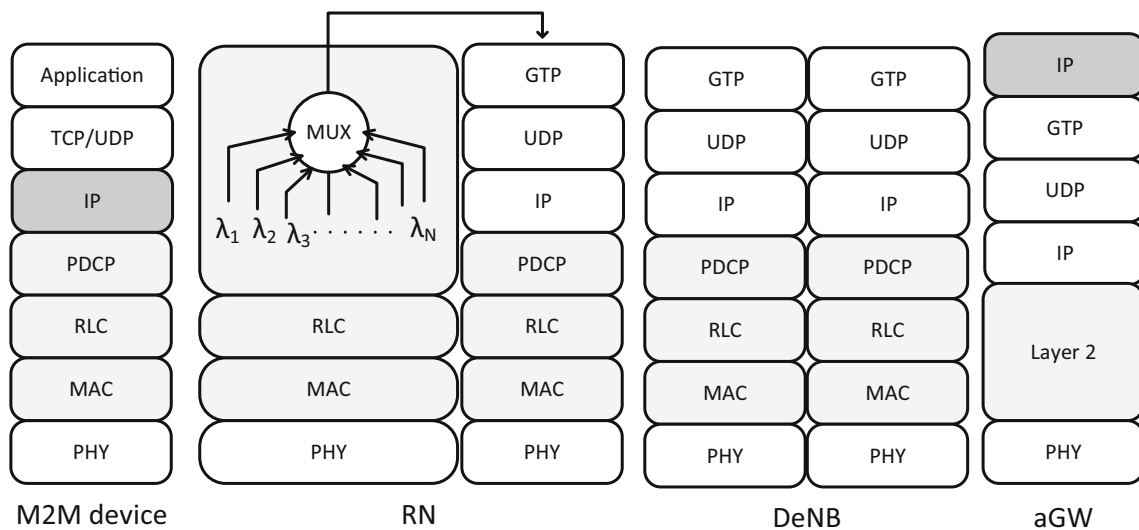 Application
TCP/UDP
IP
PDCP
RLC
MAC
PHY
M2M device
MUX
λ1 λ2 λ3 . . . . . . λN
RLC
MAC
PHY
GTP
UDP
IP
PDCP
RLC
MAC
PHY
RN
GTP GTP
UDP UDP
IP IP
PDCP PDCP
RLC RLC
MAC MAC
PHY PHY
DeNB
IP
GTP
UDP
IP
Layer 2
PHY
aGW